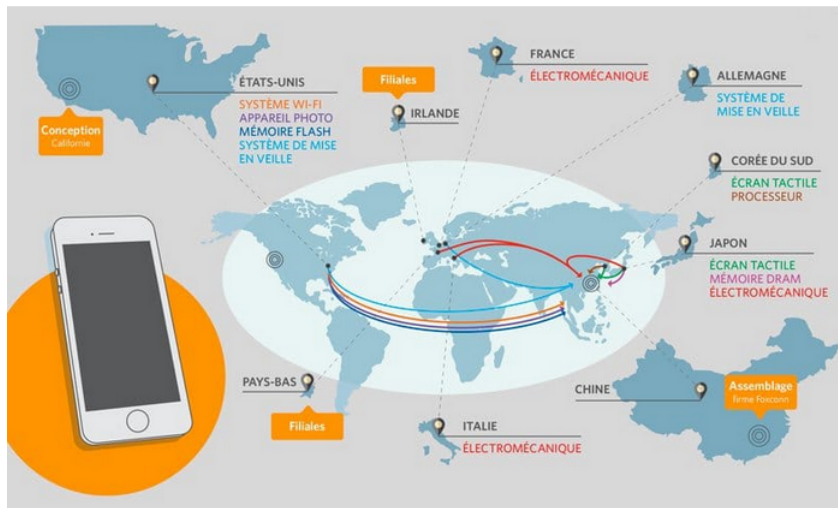 ÉTATS-UNIS
SYSTÈME WI-FI
APPAREIL PHOTO
MÉMOIRE FLASH
SYSTÈME DE MISE
EN VEILLE
Conception
Californie
Filiales
IRLANDE
FRANCE
ÉLECTROMÉCANIQUE
ALLEMAGNE
SYSTÈME DE
MISE EN VEILLE
CORÉE DU SUD
ÉCRAN TACTILE
PROCESSEUR
JAPON
ÉCRAN TACTILE
MÉMOIRE DRAM
ÉLECTROMÉCANIQUE
PAYS-BAS
Filiales
ITALIE
ÉLECTROMÉCANIQUE
CHINE
Assemblage
firme Foxconn